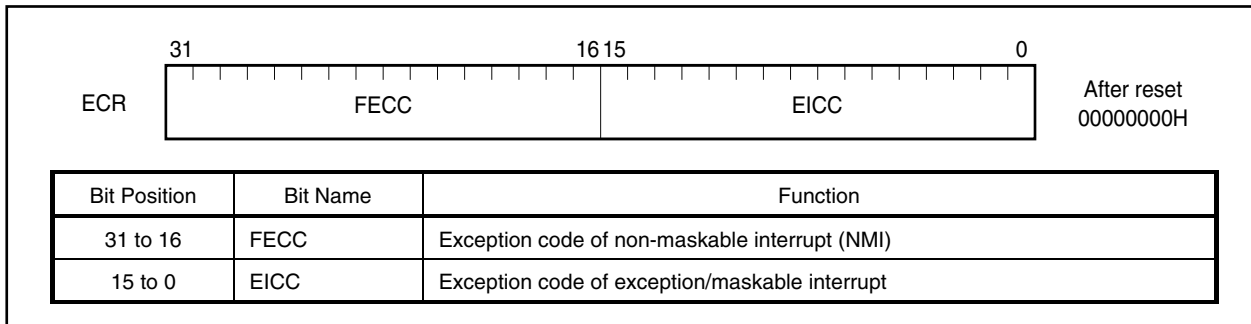 31 16 15 0
ECR FECC EICC After reset
00000000H
Bit Position Bit Name Function
31 to 16 FECC Exception code of non-maskable interrupt (NMI)
15 to 0 EICC Exception code of exception/maskable interrupt